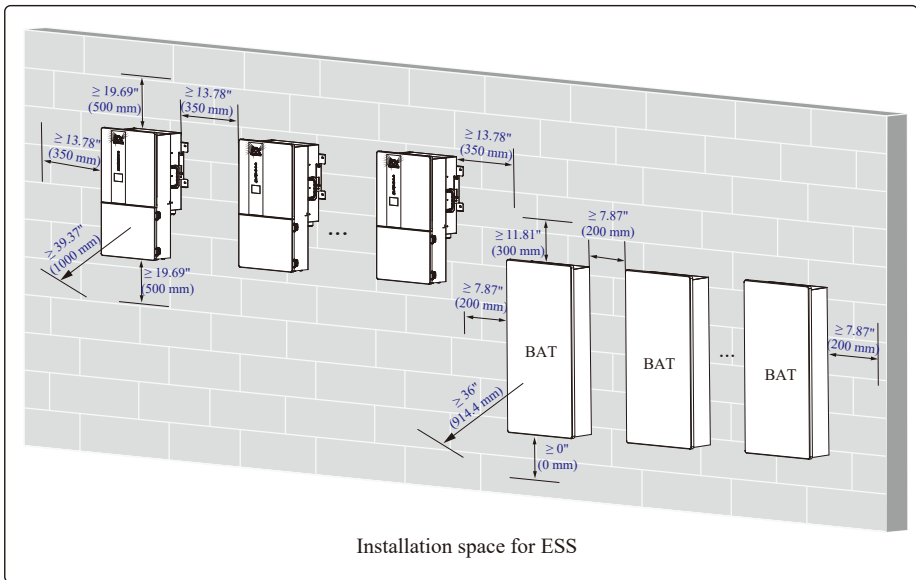 ≥ 19.69"
(500 mm)
≥ 13.78"
(350 mm)
≥ 13.78"
(350 mm)
≥ 13.78"
(350 mm)
≥ 39.37"
(1000 mm)
≥ 19.69"
(500 mm)
...
≥ 11.81"
(300 mm)
≥ 7.87"
(200 mm)
≥ 7.87"
(200 mm)
≥ 7.87"
(200 mm)
BAT
BAT
...
BAT
≥ 36"
(914.4 mm)
≥ 0"
(0 mm)
Installation space for ESS